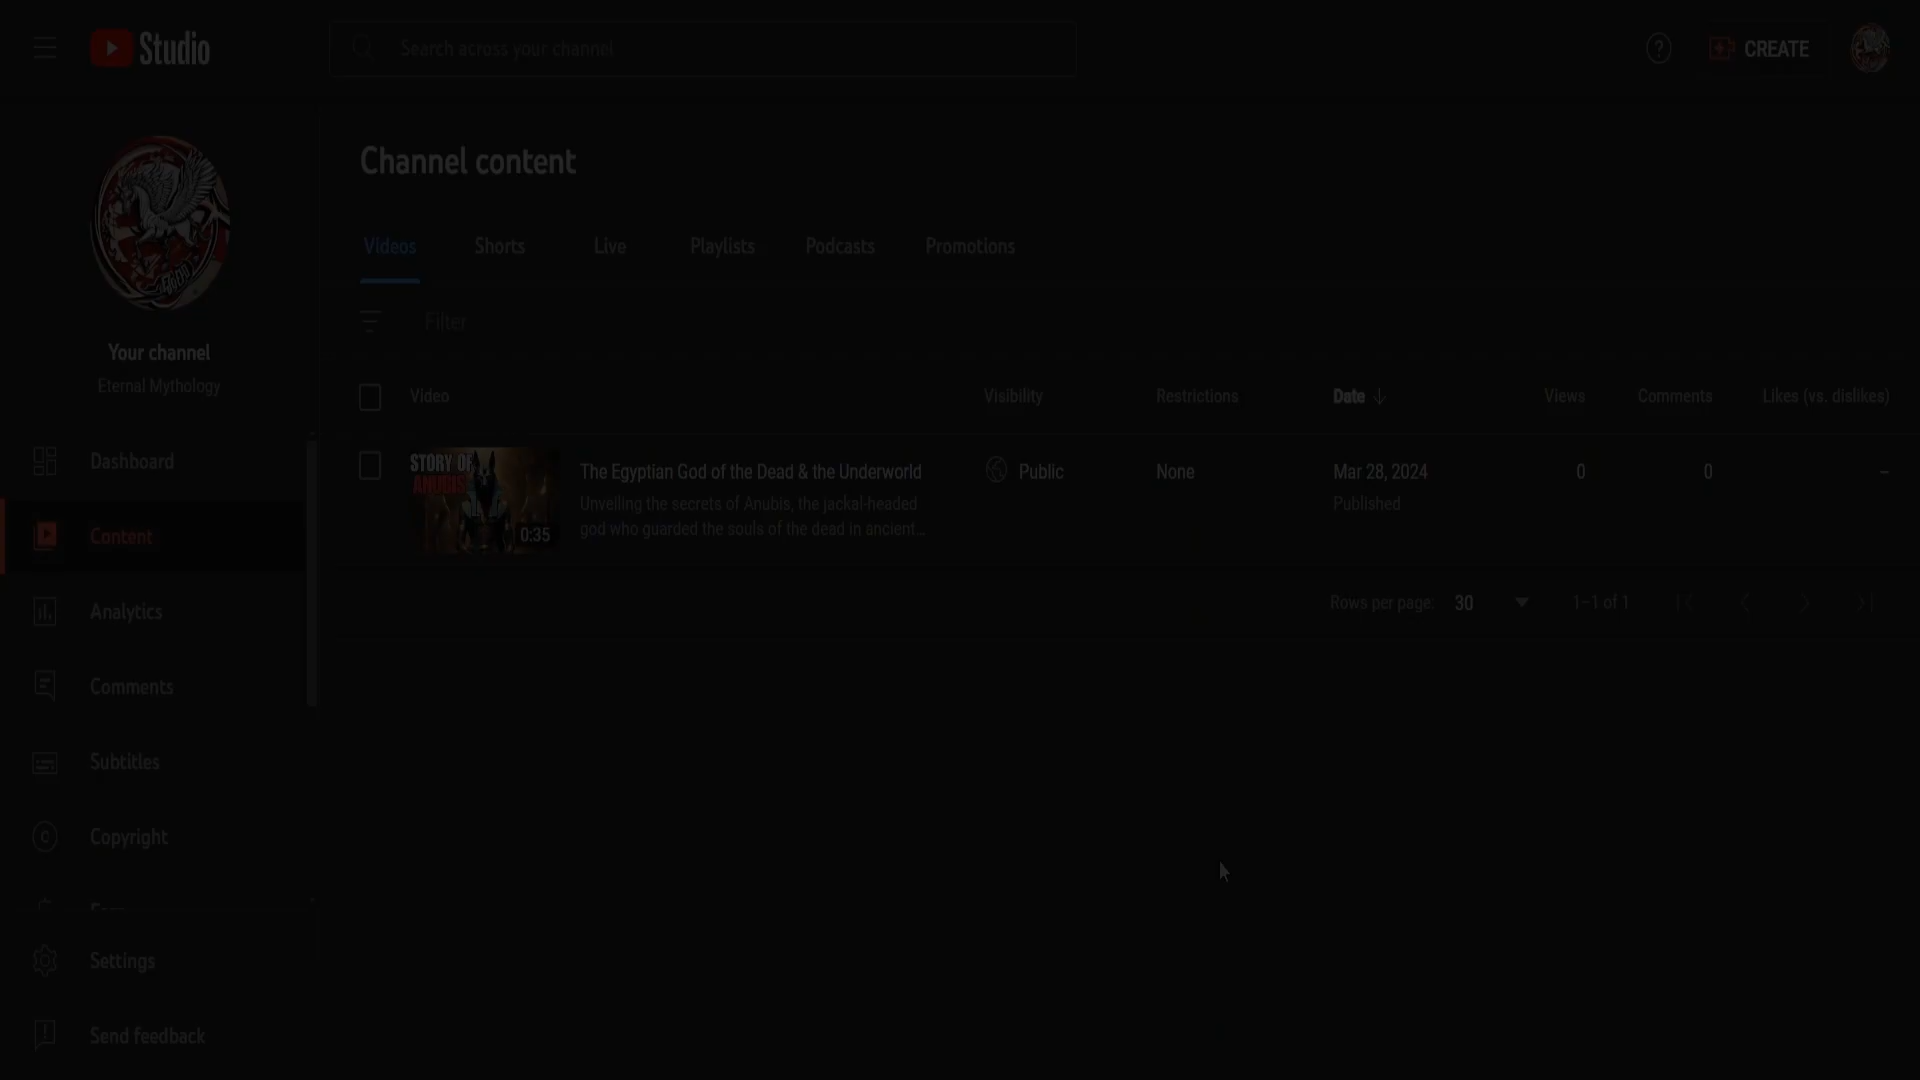 Studio
Search across your channel
?
CREATE
Channel content
Videos
Shorts
Live
Playlists
Podcasts
Promotions
Filter
Your channel
Eternal Mythology
Video
Visibility
Restrictions
Date
Views
Comments
Likes (vs. dislikes)
STORY OF
ANUBIS
0:35
The Egyptian God of the Dead & the Underworld
Unveiling the secrets of Anubis, the jackal-headed
god who guarded the souls of the dead in ancient...
Public
None
Mar 28, 2024
Published
0
0
–
Rows per page:
30
1–1 of 1
Dashboard
Content
Analytics
Comments
Subtitles
Copyright
Settings
Send feedback